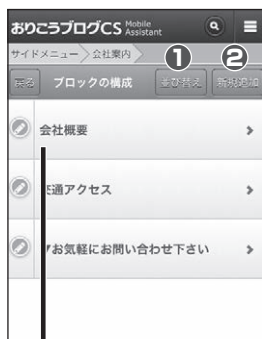 おりこうブログCS Mobile Assistant
サイドメニュー 会社案内
1 2
戻る ブロックの構成 並び替え 新規追加
会社概要
交通アクセス
▼お気軽にお問い合わせ下さい